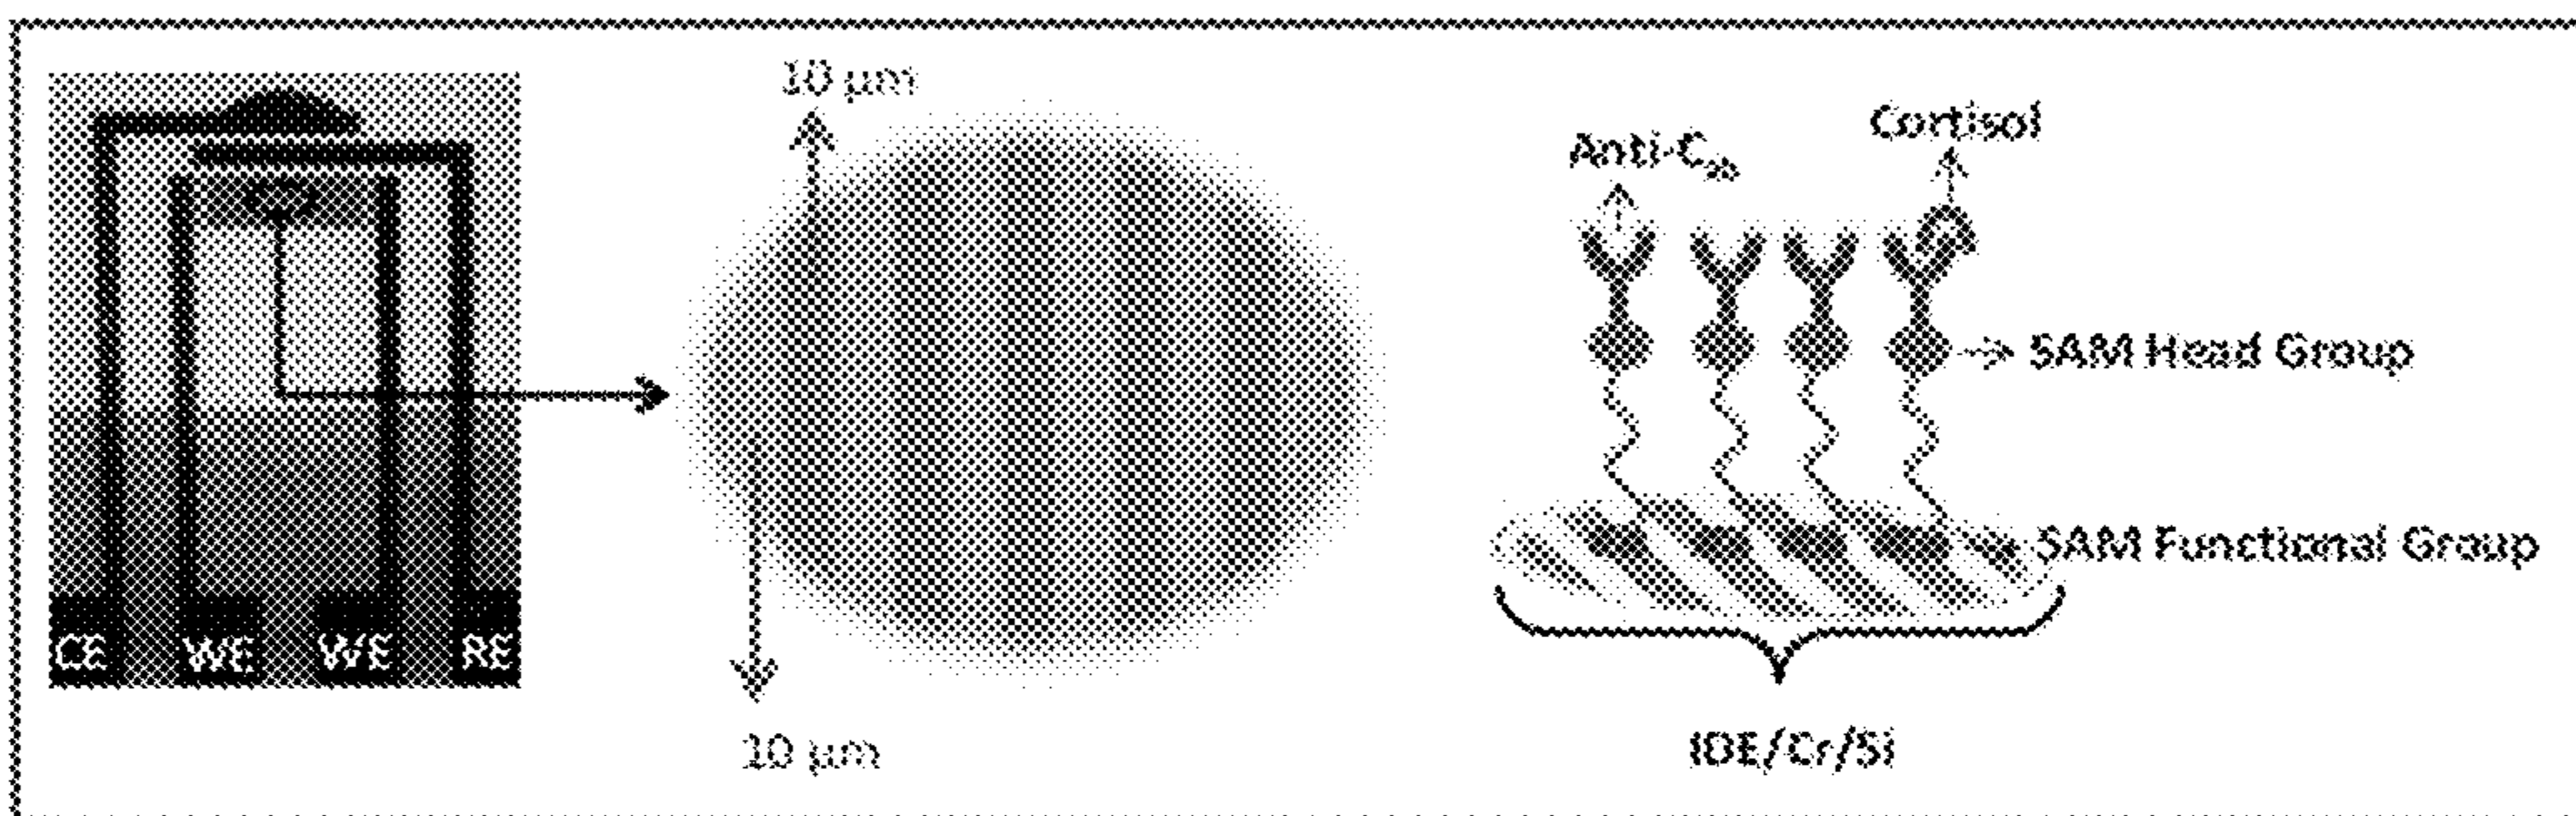 10 µm
Cortisol
Anti-Cab
SAM Head Group
SAM Functional Group
CE WE WE RE
10 µm
IDE/Cr/Si